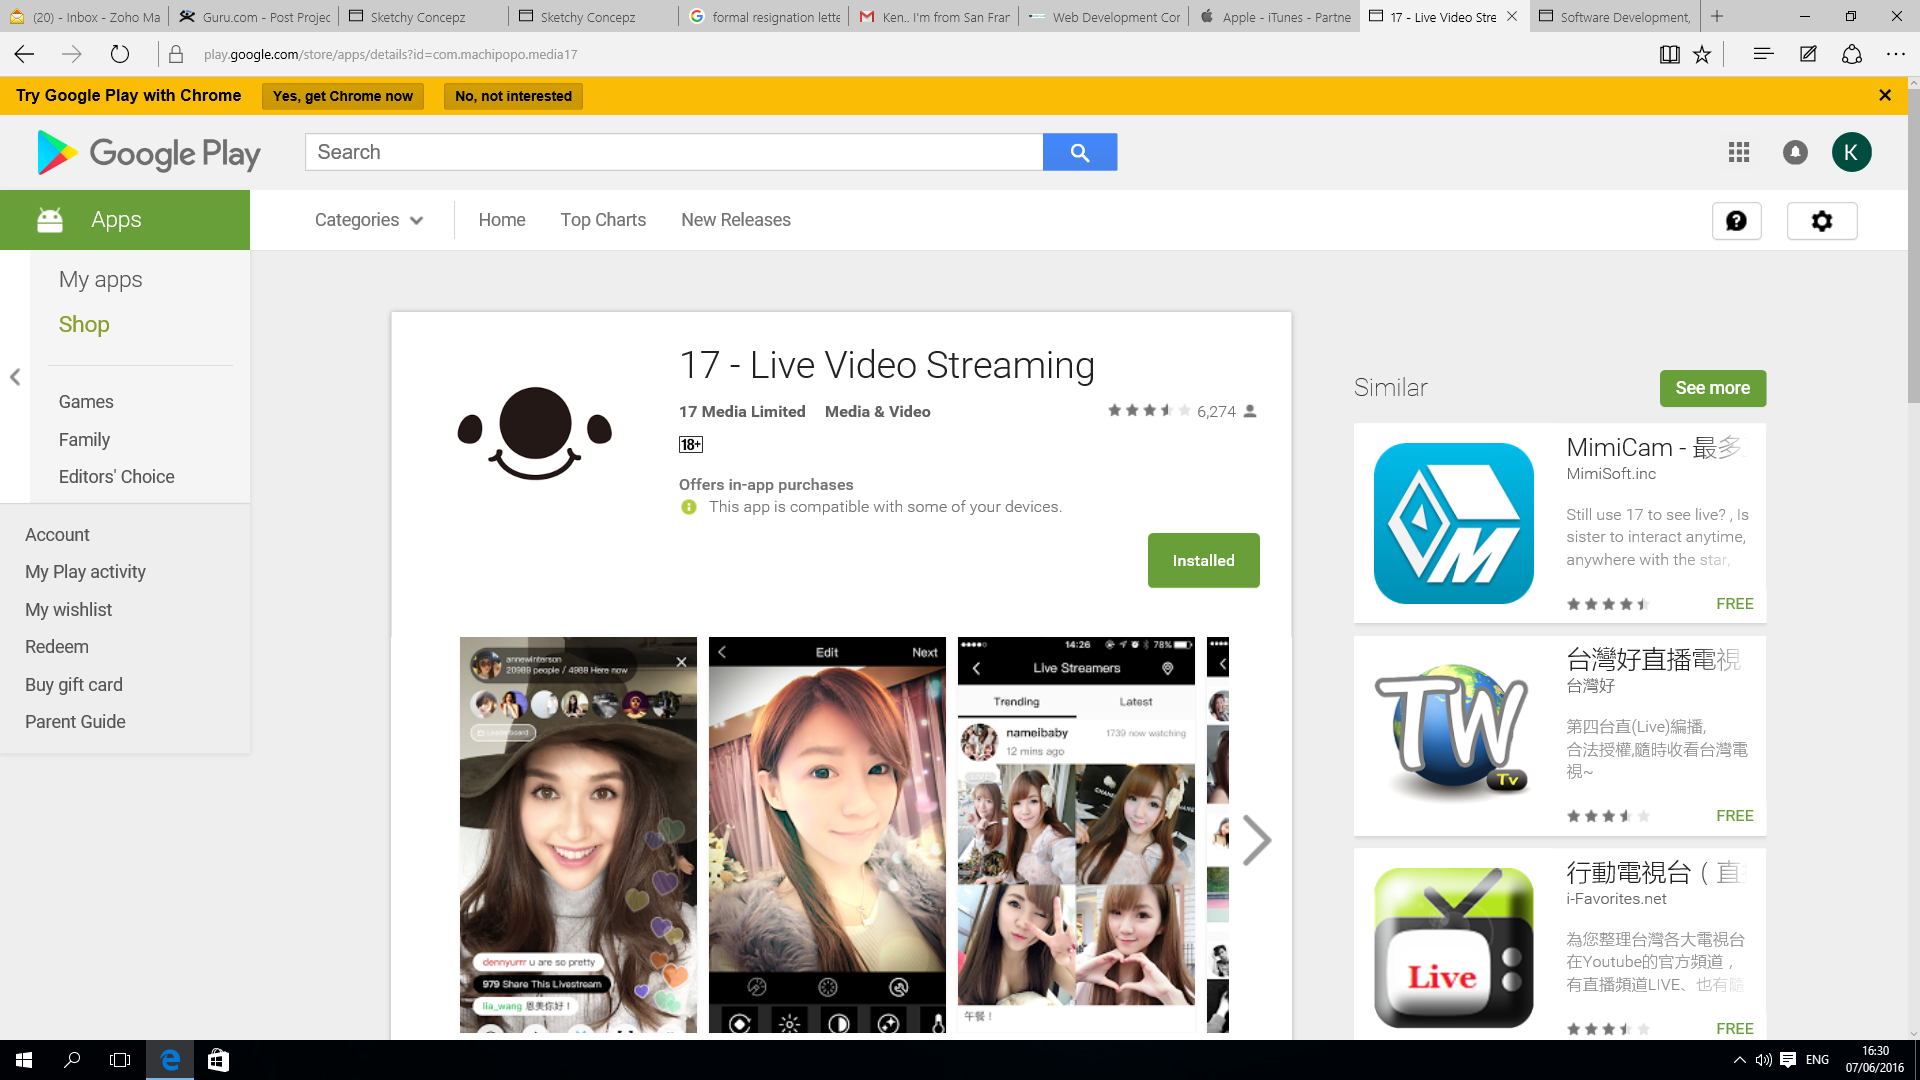 (20) - Inbox - Zoho Ma
Guru.com - Post Projec
Sketchy Concepz
Sketchy Concepz
formal resignation lette
Ken.. I'm from San Fran
Web Development Cor
Apple - iTunes - Partne
17 - Live Video Stre
Software Development,
play.google.com/store/apps/details?id=com.machipopo.media17
Try Google Play with Chrome
Yes, get Chrome now
No, not interested
Google Play
Search
K
Apps
Categories
Home
Top Charts
New Releases
My apps
Shop
Games
Family
Editors' Choice
Account
My Play activity
My wishlist
Redeem
Buy gift card
Parent Guide
17 - Live Video Streaming
17 Media Limited
Media & Video
6,274
18+
Offers in-app purchases
This app is compatible with some of your devices.
Installed
annewinterson
20989 people / 4988 Here now
Leaderboard
dennyurrr u are so pretty
979 Share This Livestream
lia_wang 恩美你好！
Edit
Next
14:26
78%
Live Streamers
Trending
Latest
nameibaby
1739 now watching
12 mins ago
午餐！
Similar
See more
MimiCam - 最多
MimiSoft.inc
Still use 17 to see live? , Is
sister to interact anytime,
anywhere with the star,
FREE
TW
Tv
台灣好直播電視
台灣好
第四台直(Live)編播,
合法授權,隨時收看台灣電
視~
FREE
Live
行動電視台（直
i-Favorites.net
為您整理台灣各大電視台
在Youtube的官方頻道，
有直播頻道LIVE、也有隨
FREE
ENG
16:30
07/06/2016